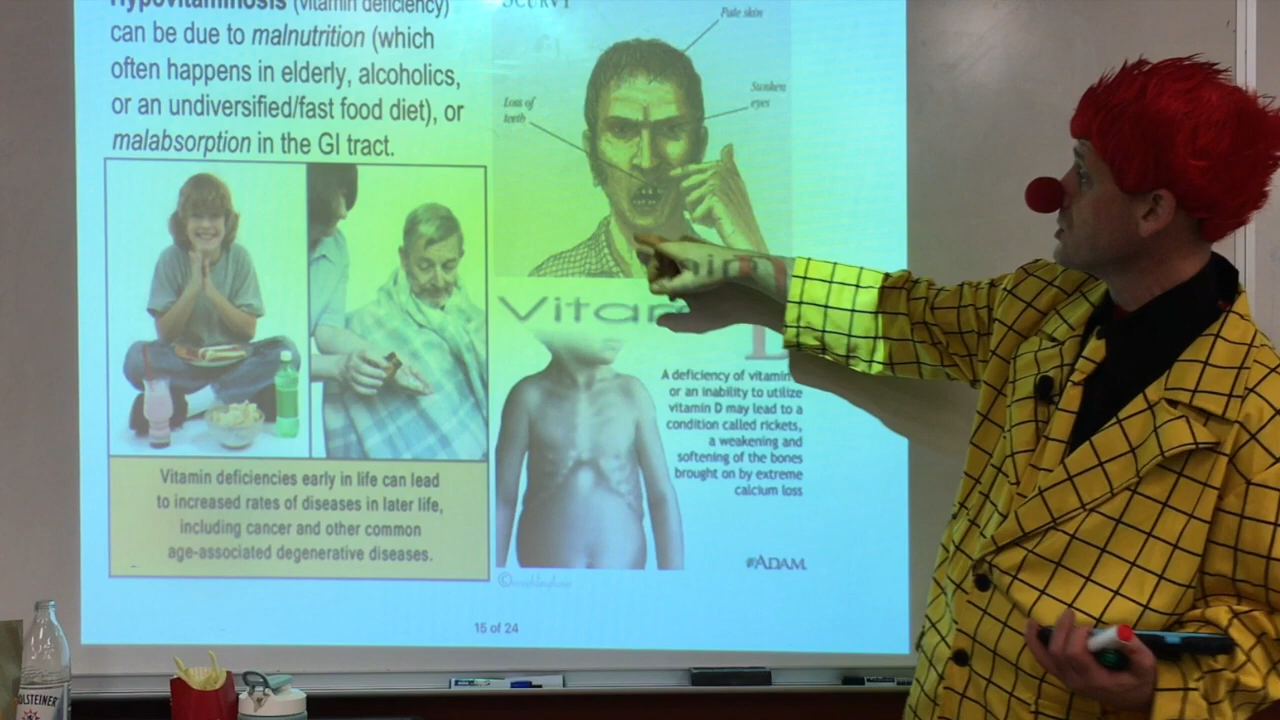 Hypovitaminosis (vitamin deficiency)
can be due to malnutrition (which
often happens in elderly, alcoholics,
or an undiversified/fast food diet), or
malabsorption in the GI tract.
Vitamin deficiencies early in life can lead
to increased rates of diseases in later life,
including cancer and other common
age-associated degenerative diseases.
SCURVY
Pale skin
Sunken
eyes
Loss of
teeth
Vitamin
D
A deficiency of vitamin
or an inability to utilize
vitamin D may lead to a
condition called rickets,
a weakening and
softening of the bones
brought on by extreme
calcium loss
ADAM.
15 of 24
OLSTEINER